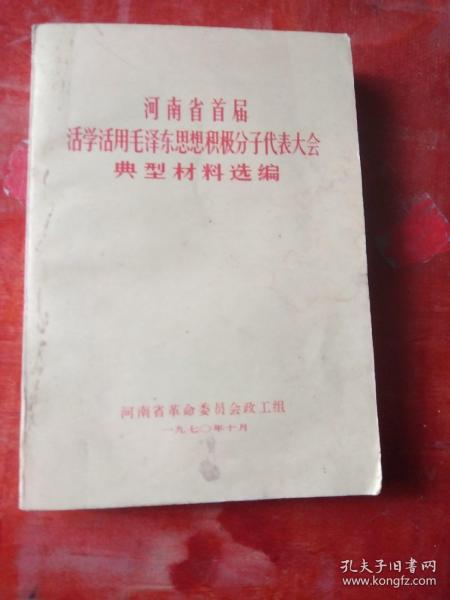 河南省首届
活学活用毛泽东思想积极分子代表大会
典型材料选编
河南省革命委员会政工组
一九七〇年十月
孔夫子旧书网
www.kongfz.com